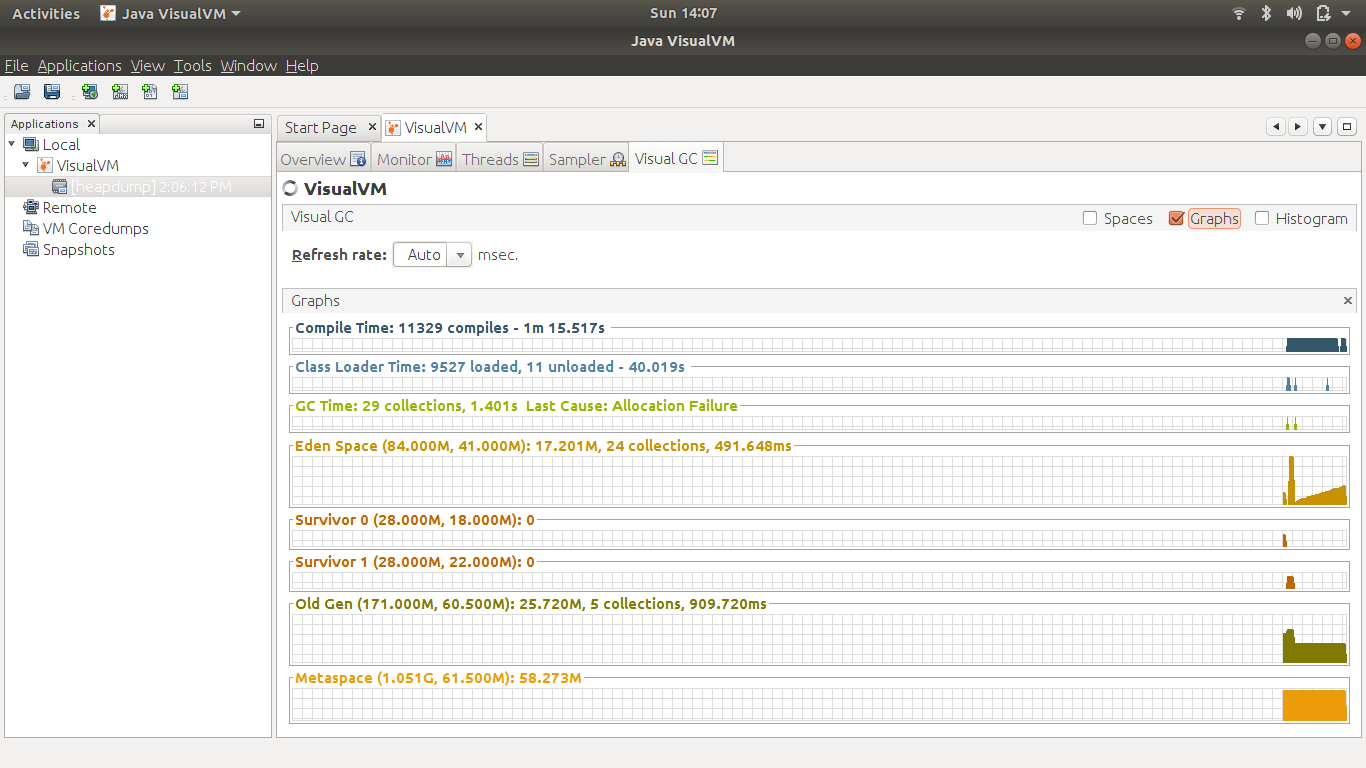 Activities Java VisualVM Sun 14:07
Java VisualVM
File Applications View Tools Window Help
Applications
Local
VisualVM
[heapdump] 2:06:12 PM
Remote
VM Coredumps
Snapshots
Start Page VisualVM
Overview Monitor Threads Sampler Visual GC
VisualVM
Visual GC Spaces Graphs Histogram
Refresh rate: Auto msec.
Graphs
Compile Time: 11329 compiles - 1m 15.517s
Class Loader Time: 9527 loaded, 11 unloaded - 40.019s
GC Time: 29 collections, 1.401s Last Cause: Allocation Failure
Eden Space (84.000M, 41.000M): 17.201M, 24 collections, 491.648ms
Survivor 0 (28.000M, 18.000M): 0
Survivor 1 (28.000M, 22.000M): 0
Old Gen (171.000M, 60.500M): 25.720M, 5 collections, 909.720ms
Metaspace (1.051G, 61.500M): 58.273M